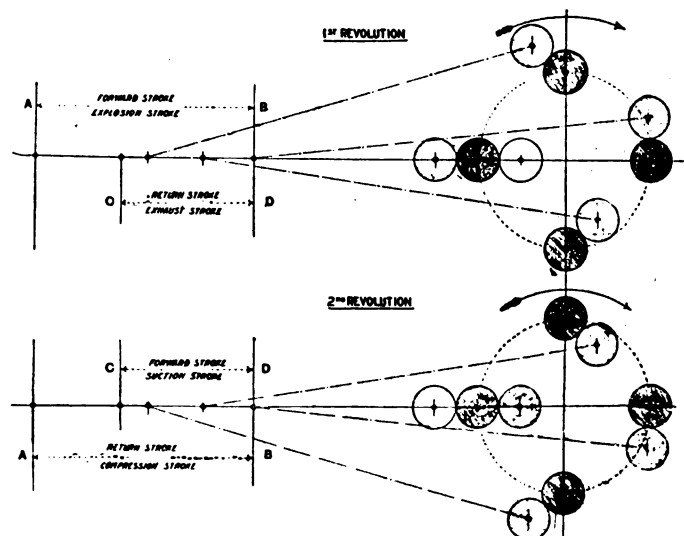 1ST REVOLUTION
A B
FORWARD STROKE
EXPLOSION STROKE
RETURN STROKE
EXHAUST STROKE
C D
2ND REVOLUTION
C D
FORWARD STROKE
SUCTION STROKE
RETURN STROKE
COMPRESSION STROKE
A B